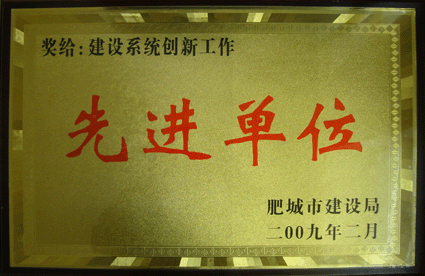 奖给:建设系统创新工作
先进单位
肥城市建设局
二00九年二月